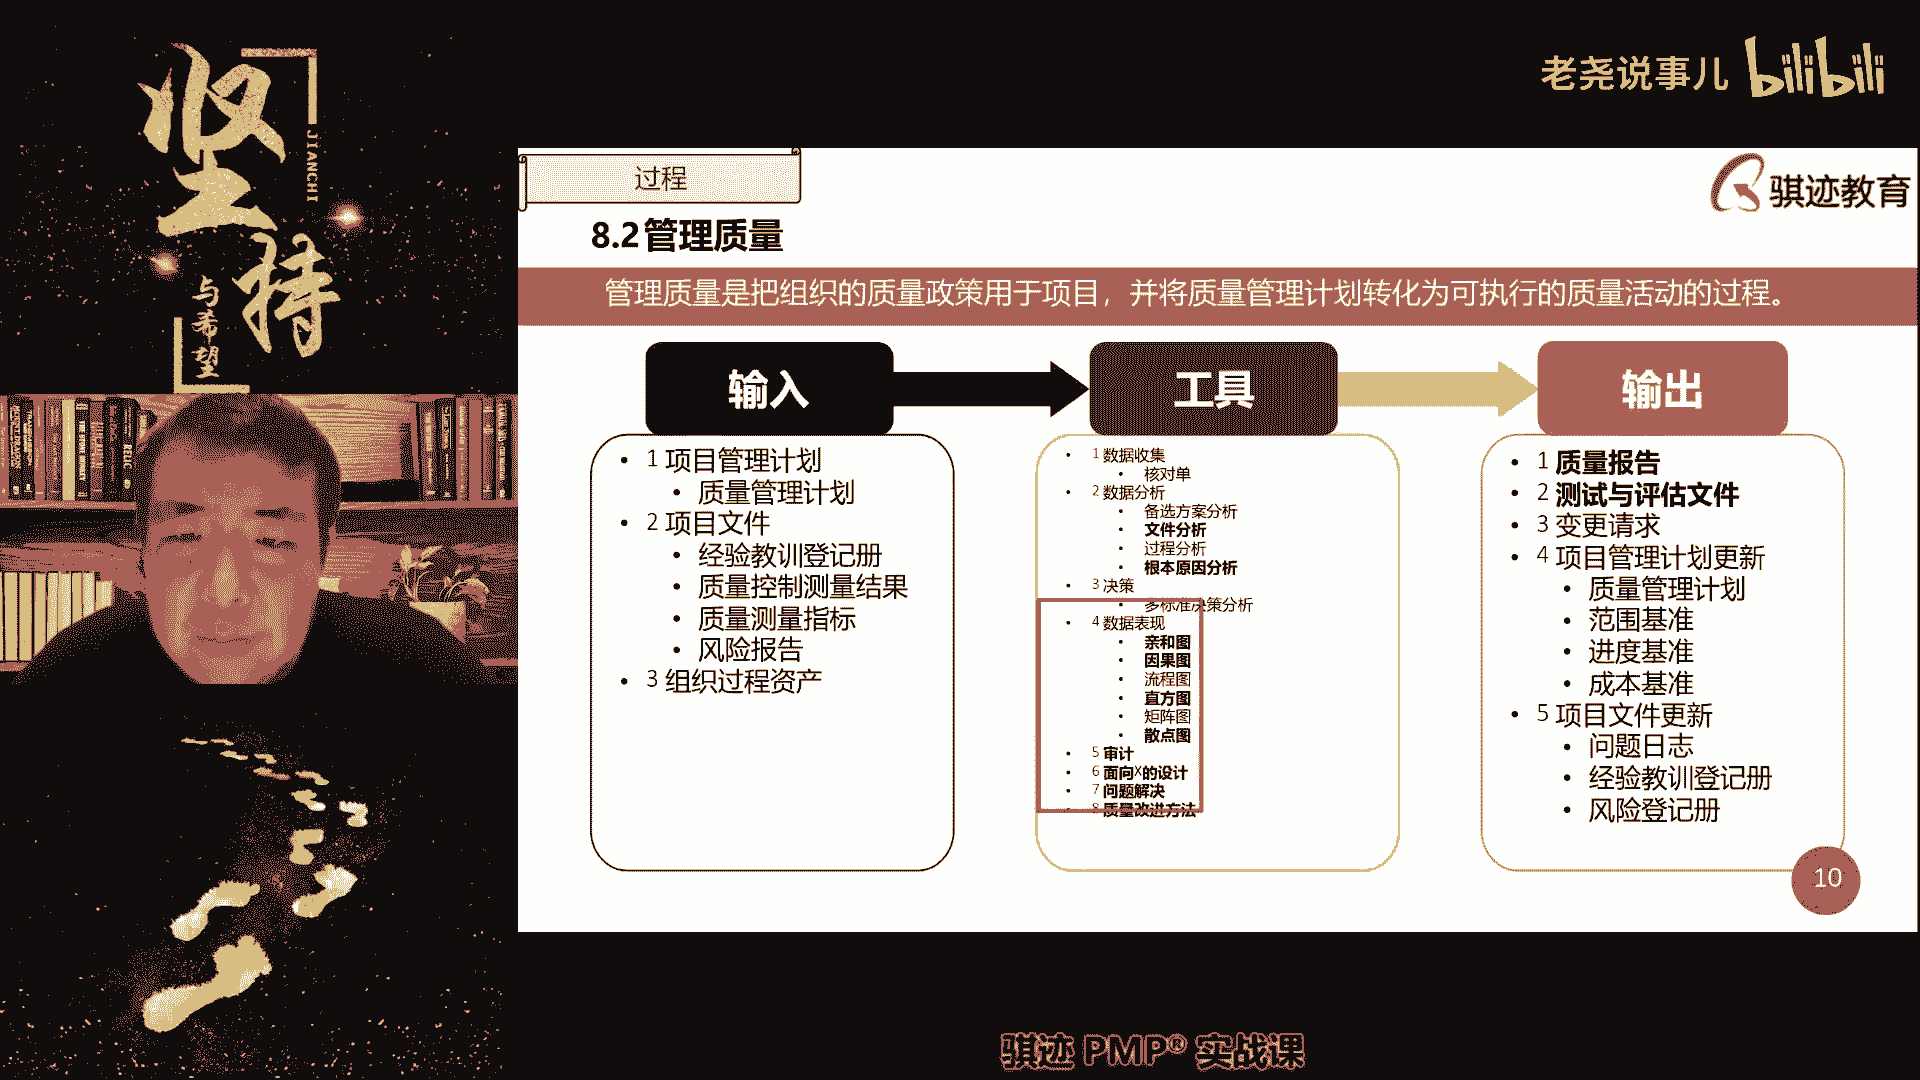 坚持
JIANCHI
与希望
老尧说事儿 bilibili
过程
骐迹教育
8.2管理质量
管理质量是把组织的质量政策用于项目，并将质量管理计划转化为可执行的质量活动的过程。
输入
• 1 项目管理计划
• 质量管理计划
• 2 项目文件
• 经验教训登记册
• 质量控制测量结果
• 质量测量指标
• 风险报告
• 3 组织过程资产
工具
• 1 数据收集
• 核对单
• 2 数据分析
• 备选方案分析
• 文件分析
• 过程分析
• 根本原因分析
• 3 决策
• 多标准决策分析
• 4 数据表现
• 亲和图
• 因果图
• 流程图
• 直方图
• 矩阵图
• 散点图
• 5 审计
• 6 面向X的设计
• 7 问题解决
• 8 质量改进方法
输出
• 1 质量报告
• 2 测试与评估文件
• 3 变更请求
• 4 项目管理计划更新
• 质量管理计划
• 范围基准
• 进度基准
• 成本基准
• 5 项目文件更新
• 问题日志
• 经验教训登记册
• 风险登记册
10
骐迹 PMP® 实战课